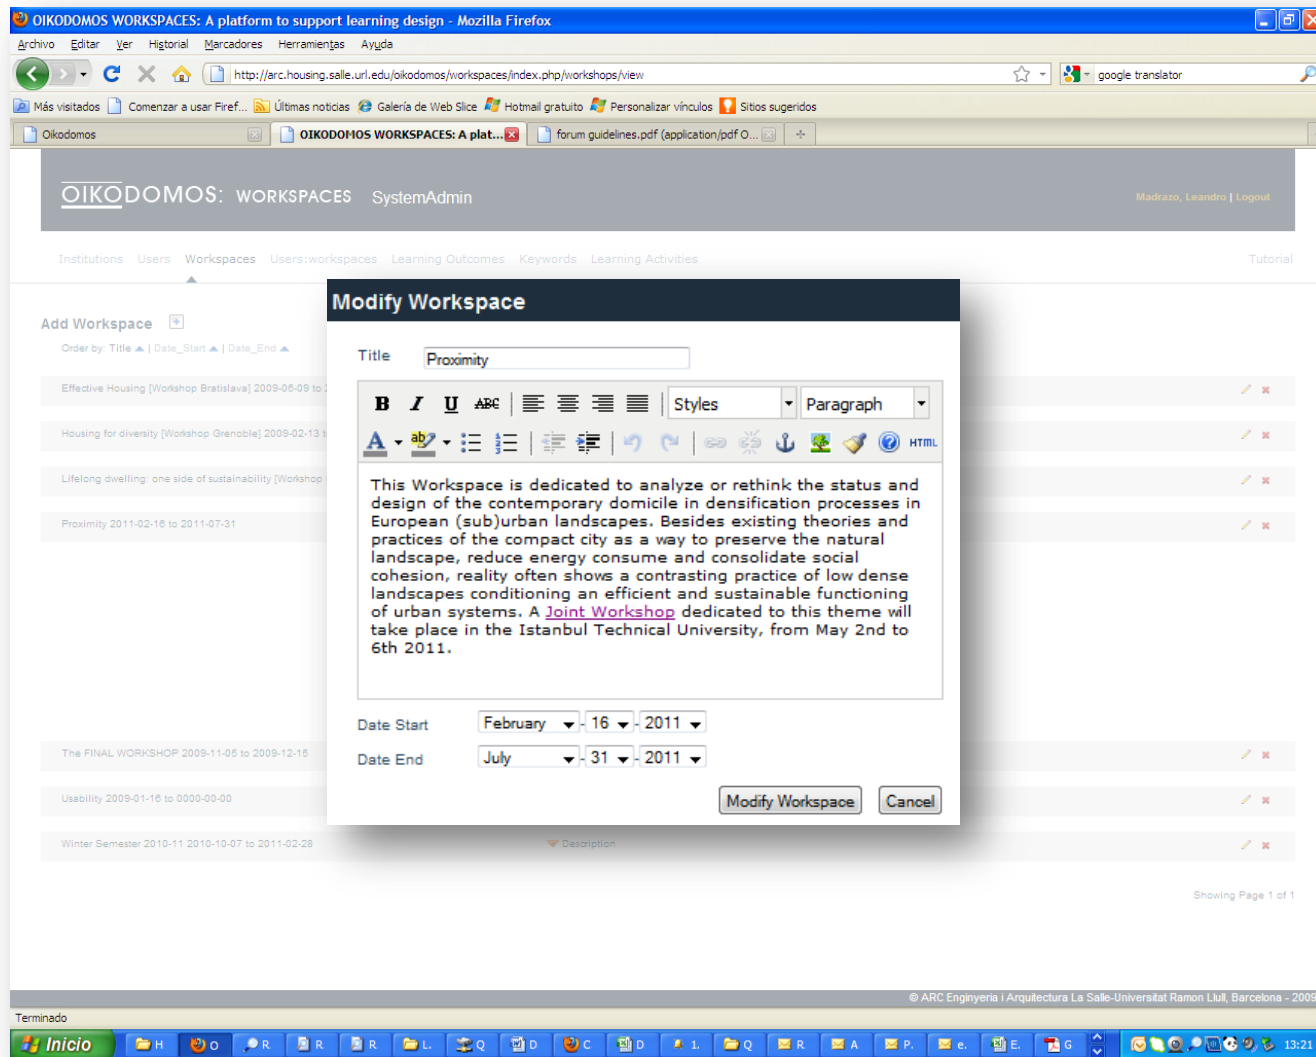 OIKODOMOS WORKSPACES: A platform to support learning design - Mozilla Firefox
Archivo Editar Ver Historial Marcadores Herramientas Ayuda
http://arc.housing.salle.url.edu/oikodomos/workspaces/index.php/workshops/view google translator
Más visitados Comenzar a usar Firef... Últimas noticias Galería de Web Slice Hotmail gratuito Personalizar vínculos Sitios sugeridos
Oikodomos OIKODOMOS WORKSPACES: A plat... forum guidelines.pdf (application/pdf O...
OIKODOMOS: WORKSPACES SystemAdmin Madrazo, Leandro | Logout
Institutions Users Workspaces Users:workspaces Learning Outcomes Keywords Learning Activities Tutorial
Modify Workspace
Add Workspace
Order by: Title | Date_Start | Date_End
Title Proximity
Effective Housing [Workshop Bratislava] 2009-06-09 to
B I U ABC Styles Paragraph
Housing for diversity [Workshop Grenoble] 2009-02-13
A ab HTML
Lifelong dwelling: one side of sustainability [Workshop
Proximity 2011-02-16 to 2011-07-31
This Workspace is dedicated to analyze or rethink the status and
design of the contemporary domicile in densification processes in
European (sub)urban landscapes. Besides existing theories and
practices of the compact city as a way to preserve the natural
landscape, reduce energy consume and consolidate social
cohesion, reality often shows a contrasting practice of low dense
landscapes conditioning an efficient and sustainable functioning
of urban systems. A Joint Workshop dedicated to this theme will
take place in the Istanbul Technical University, from May 2nd to
6th 2011.
Date Start February - 16 - 2011
Date End July - 31 - 2011
Modify Workspace Cancel
The FINAL WORKSHOP 2009-11-05 to 2009-12-16
Usability 2009-01-16 to 0000-00-00
Winter Semester 2010-11 2010-10-07 to 2011-02-28 Description
Showing Page 1 of 1
© ARC Enginyeria i Arquitectura La Salle-Universitat Ramon Llull, Barcelona - 2009
Terminado
Inicio H O R R R L. Q D C D 1. Q R A P. e. E. G 13:21